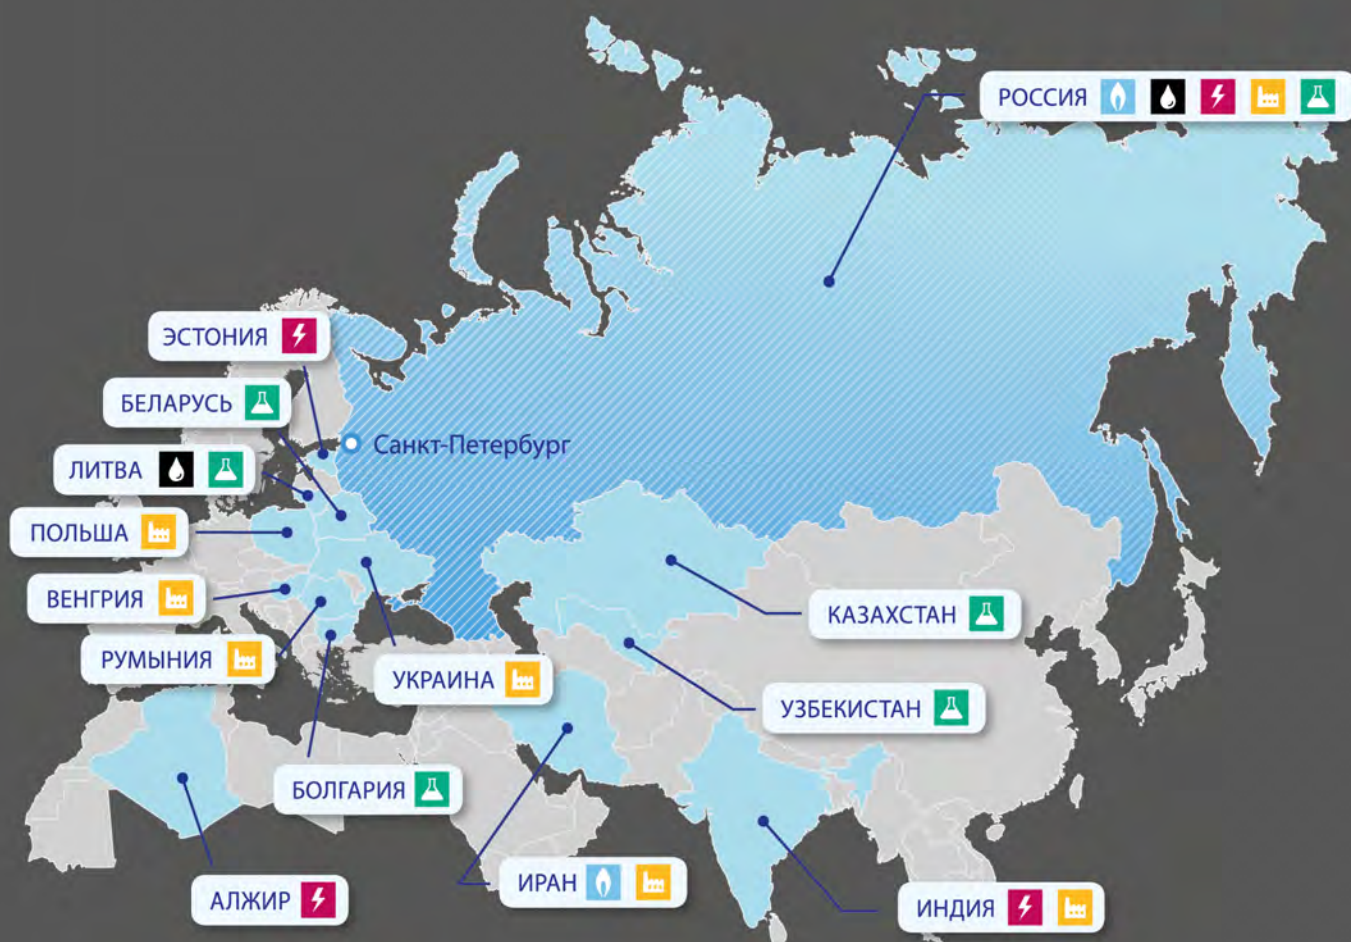 РОССИЯ
ЭСТОНИЯ
БЕЛАРУСЬ
Санкт-Петербург
ЛИТВА
ПОЛЬША
ВЕНГРИЯ
КАЗАХСТАН
РУМЫНИЯ
УКРАИНА
УЗБЕКИСТАН
БОЛГАРИЯ
ИРАН
АЛЖИР
ИНДИЯ